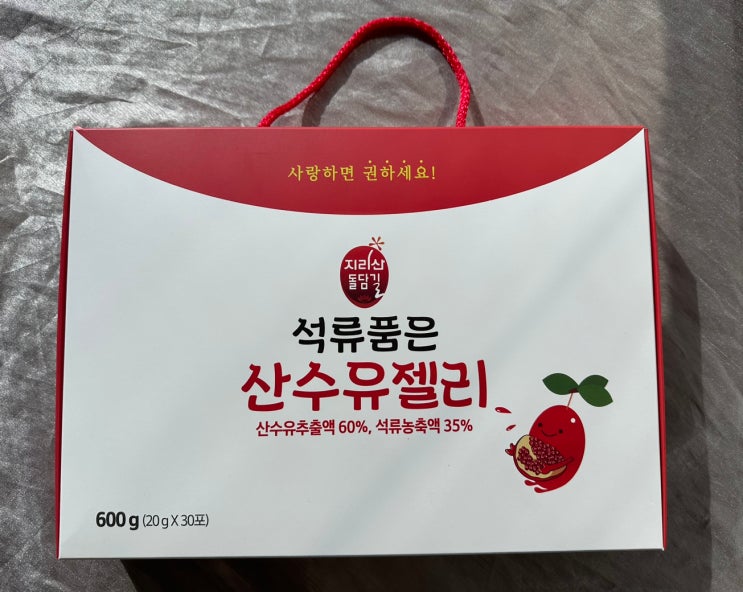 사랑하면 권하세요!
지리산
돌담길
석류품은
산수유젤리
산수유추출액 60%, 석류농축액 35%
600 g (20 g X 30포)